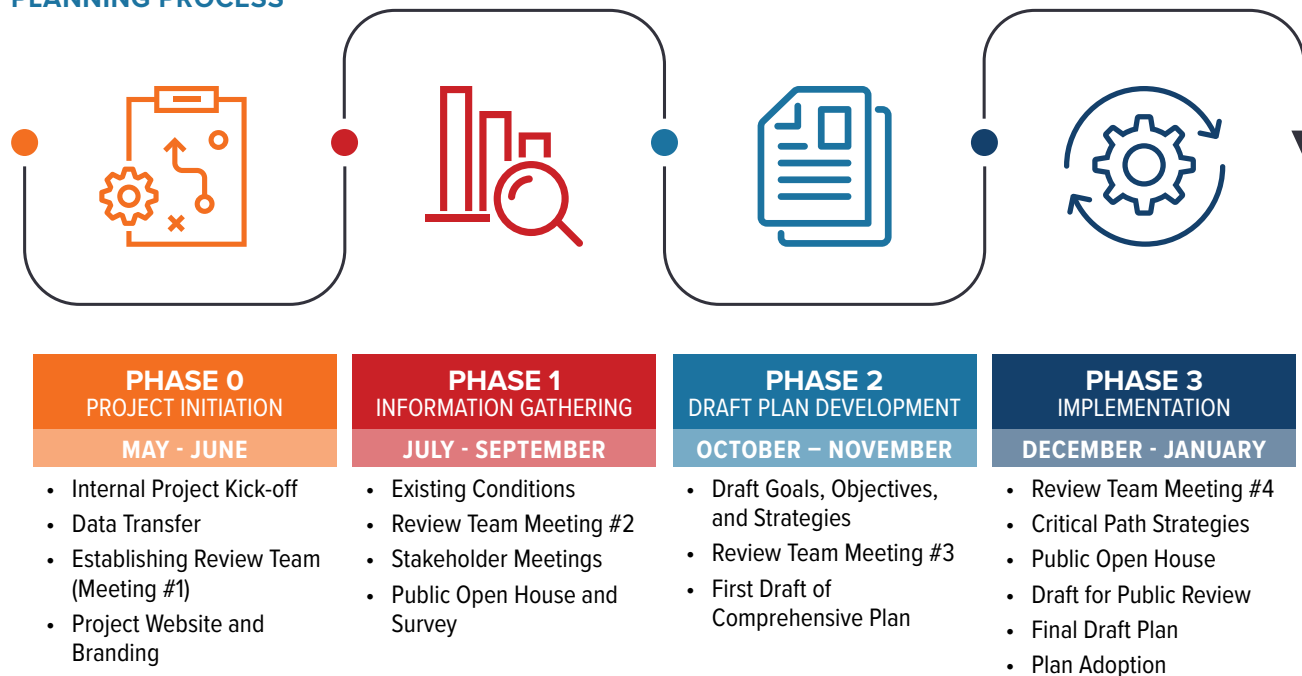 PLANNING PROCESS
PHASE 0
PROJECT INITIATION
MAY - JUNE
• Internal Project Kick-off
• Data Transfer
• Establishing Review Team
(Meeting #1)
• Project Website and
Branding
PHASE 1
INFORMATION GATHERING
JULY - SEPTEMBER
• Existing Conditions
• Review Team Meeting #2
• Stakeholder Meetings
• Public Open House and
Survey
PHASE 2
DRAFT PLAN DEVELOPMENT
OCTOBER – NOVEMBER
• Draft Goals, Objectives,
and Strategies
• Review Team Meeting #3
• First Draft of
Comprehensive Plan
PHASE 3
IMPLEMENTATION
DECEMBER - JANUARY
• Review Team Meeting #4
• Critical Path Strategies
• Public Open House
• Draft for Public Review
• Final Draft Plan
• Plan Adoption